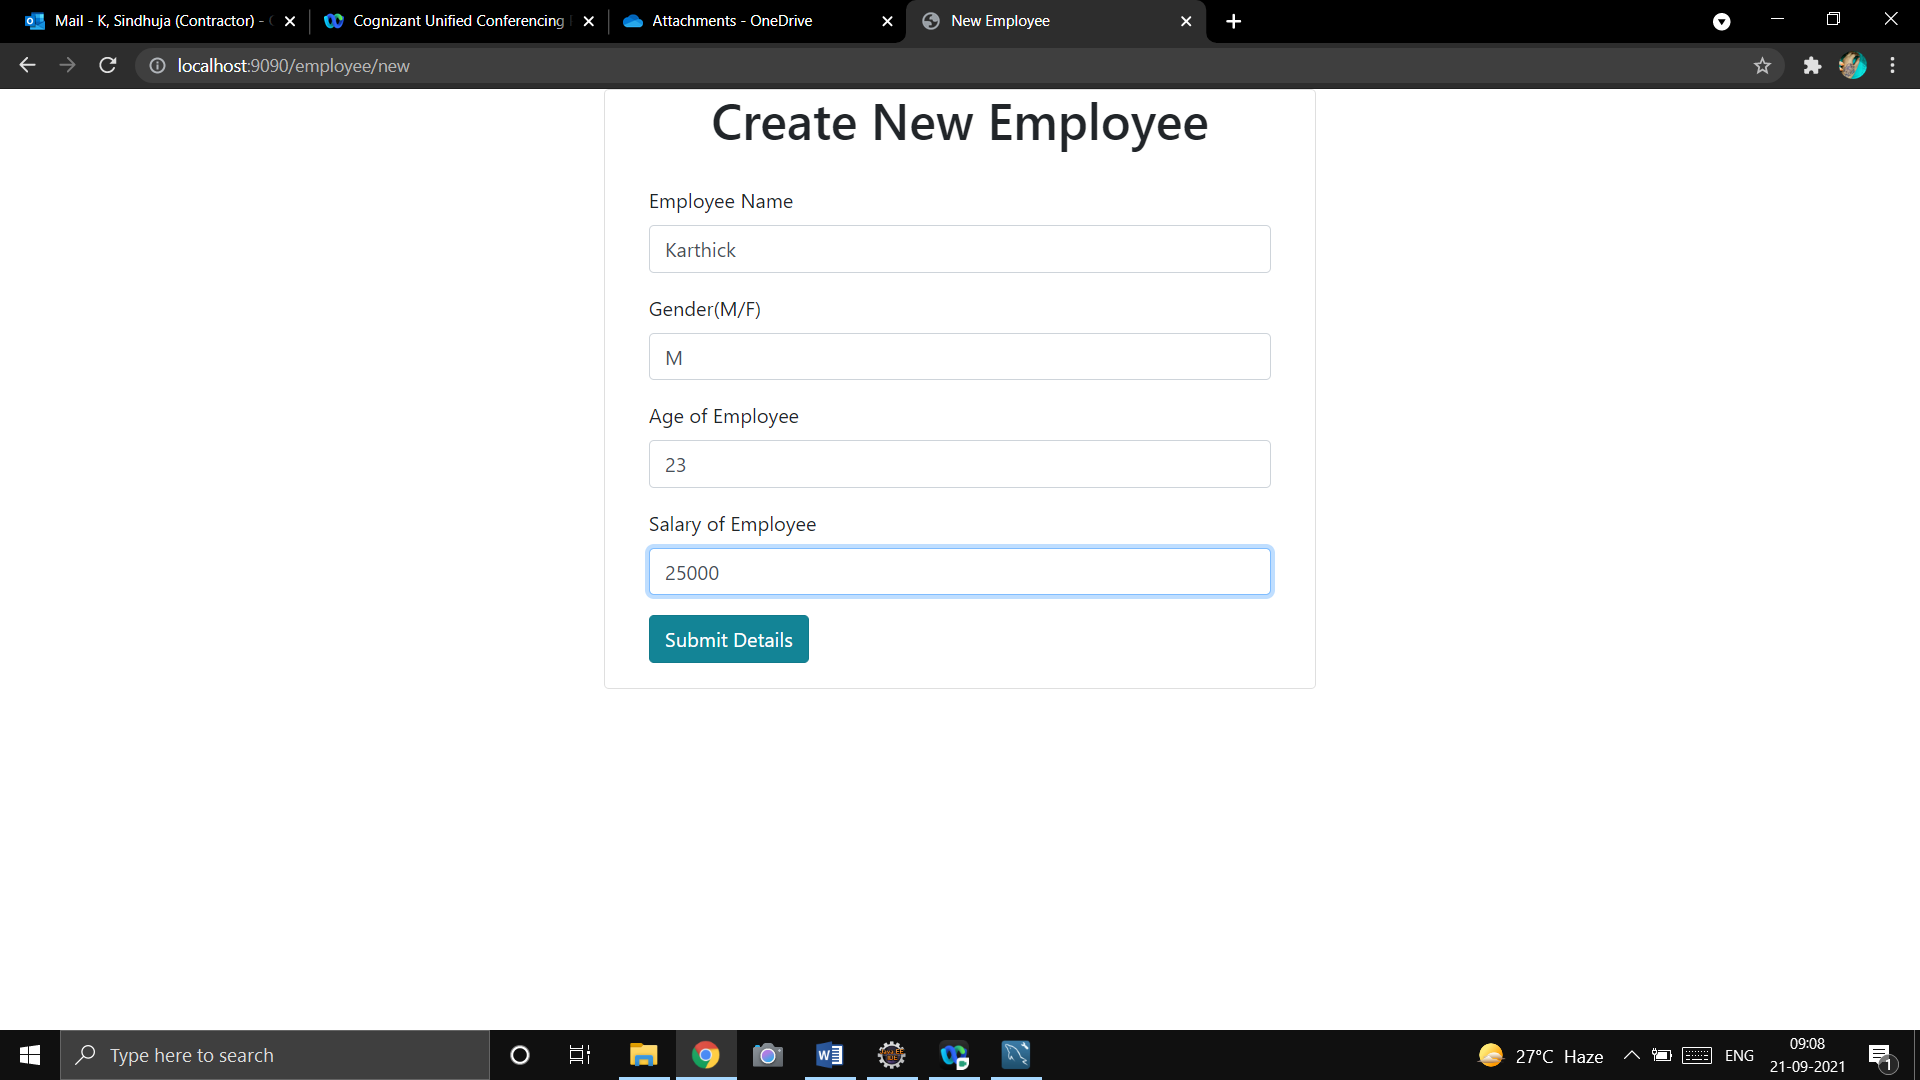 Mail - K, Sindhuja (Contractor) -
Cognizant Unified Conferencing
Attachments - OneDrive
New Employee
localhost:9090/employee/new
Create New Employee
Employee Name
Karthick
Gender(M/F)
M
Age of Employee
23
Salary of Employee
25000
Submit Details
Type here to search
27°C Haze
ENG
09:08
21-09-2021
1